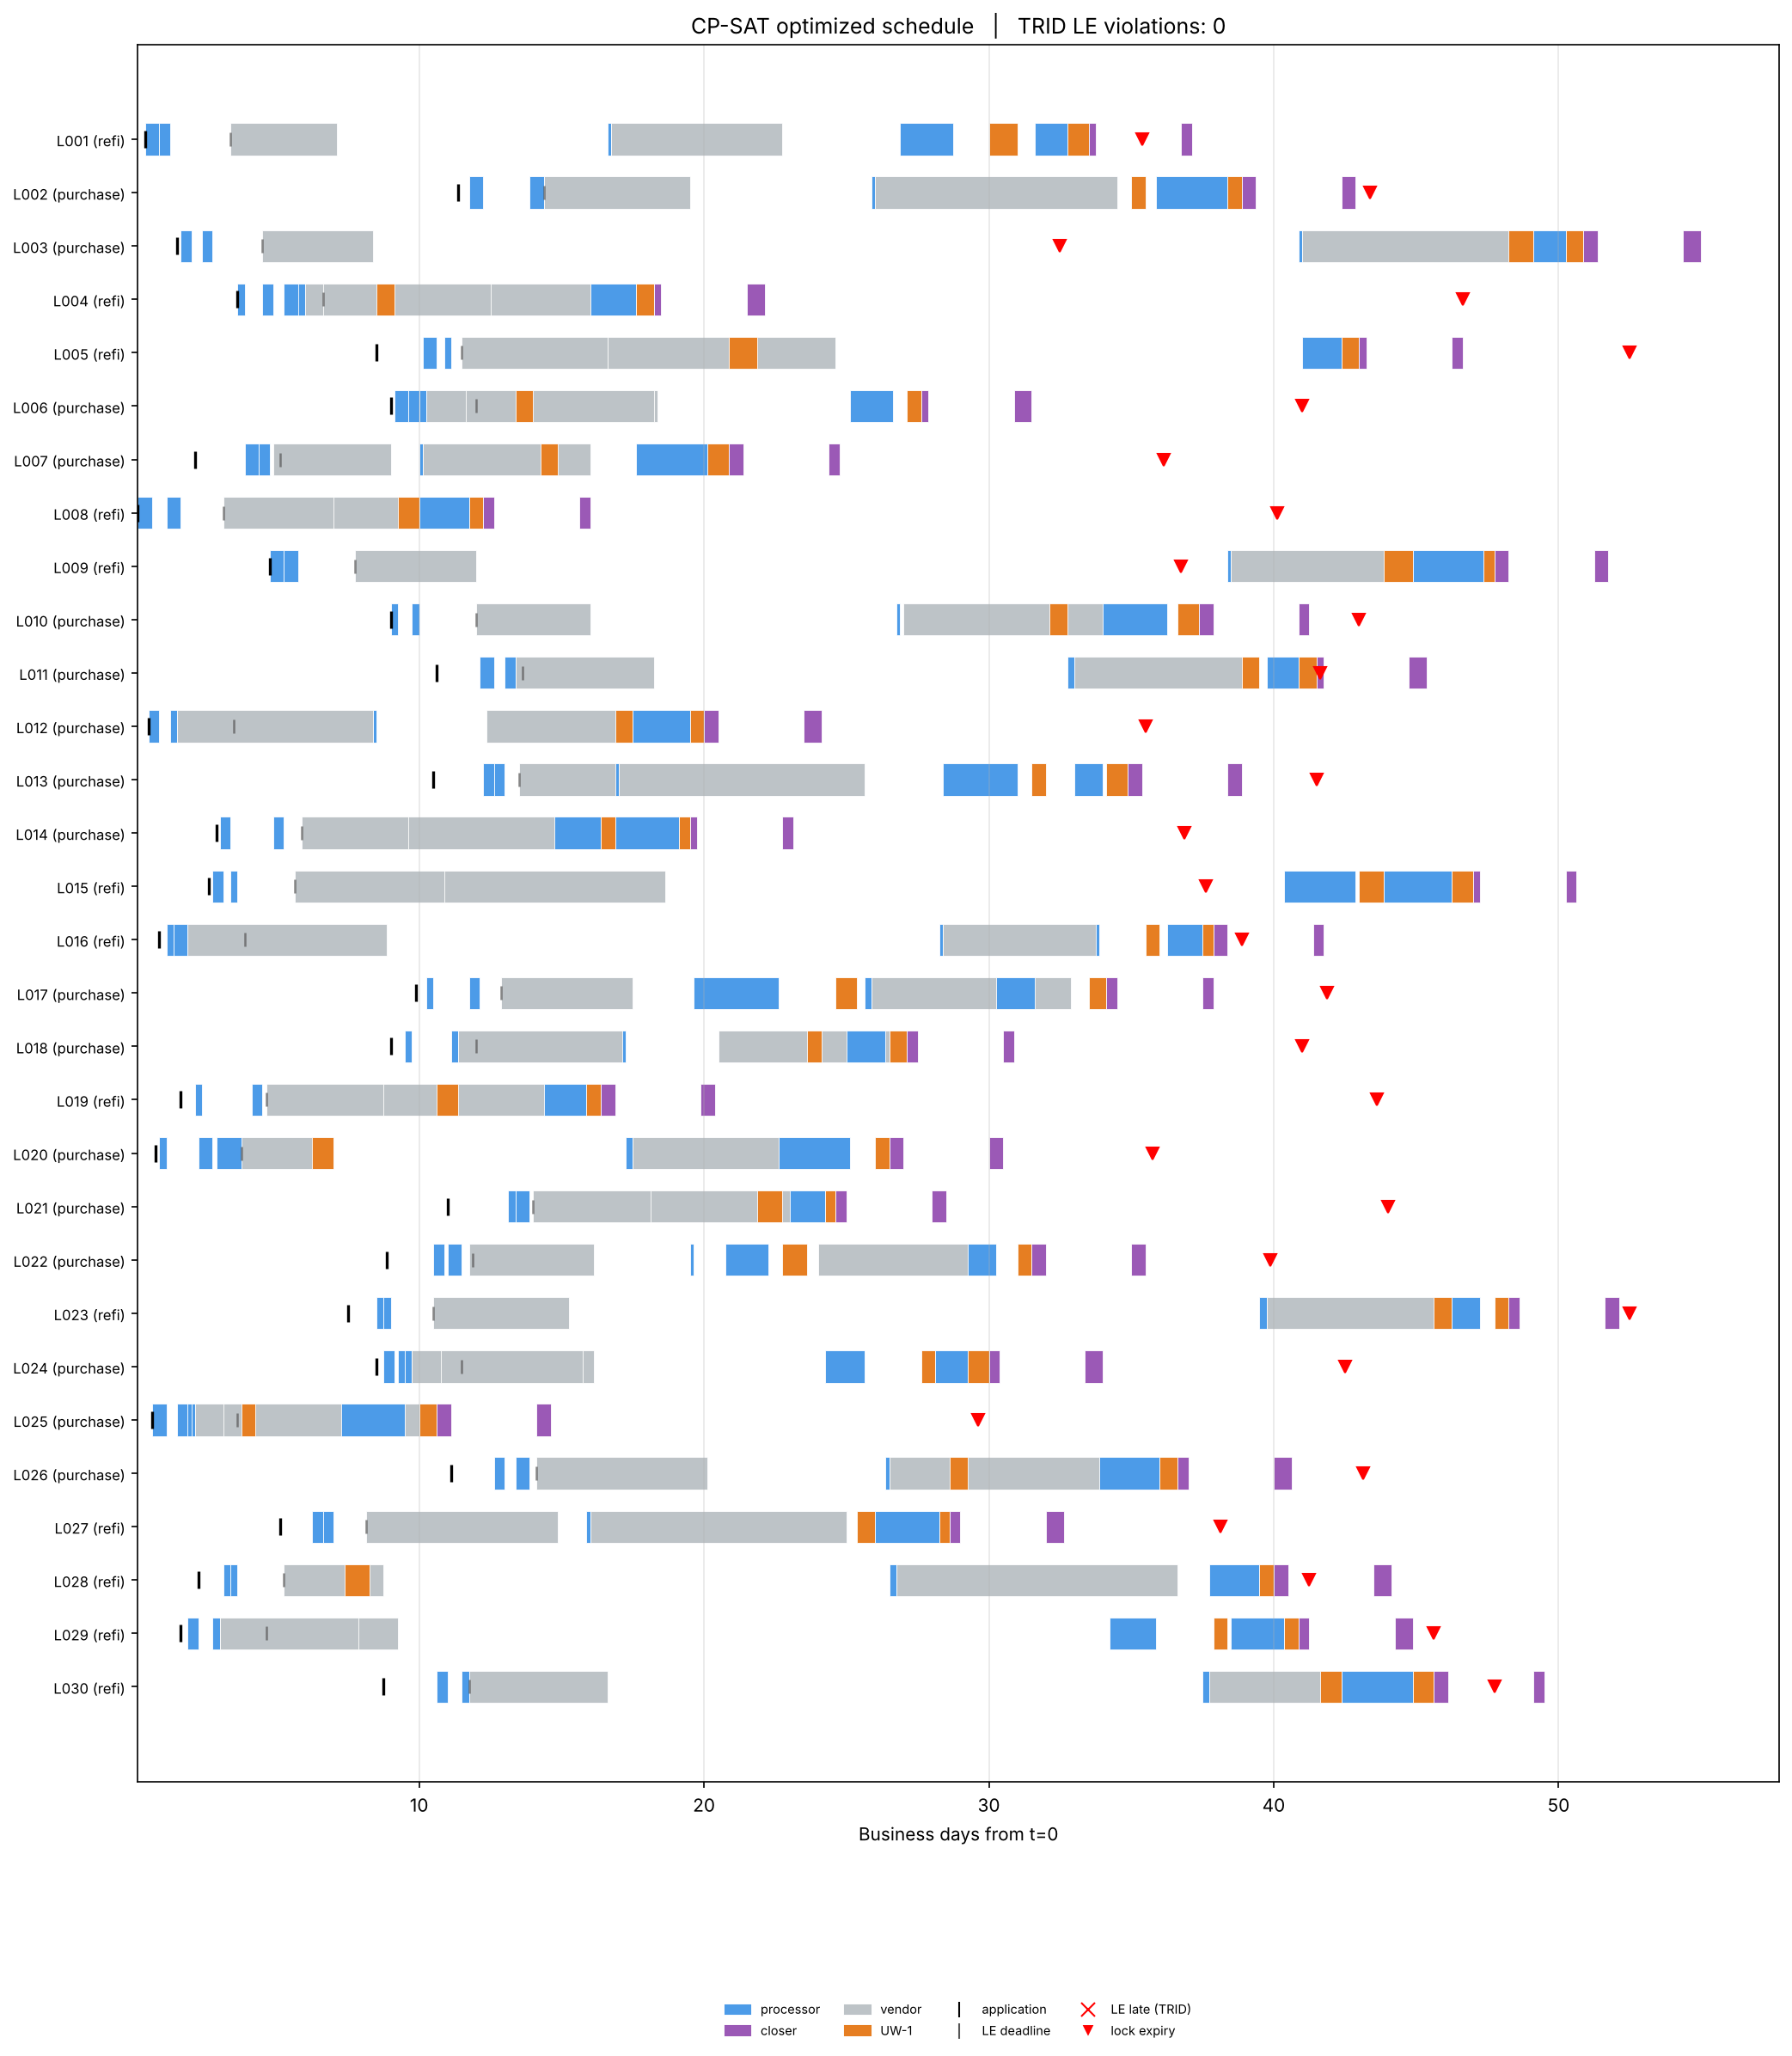 CP-SAT optimized schedule | TRID LE violations: 0
L001 (refi)
L002 (purchase)
L003 (purchase)
L004 (refi)
L005 (refi)
L006 (purchase)
L007 (purchase)
L008 (refi)
L009 (refi)
L010 (purchase)
L011 (purchase)
L012 (purchase)
L013 (purchase)
L014 (purchase)
L015 (refi)
L016 (refi)
L017 (purchase)
L018 (purchase)
L019 (refi)
L020 (purchase)
L021 (purchase)
L022 (purchase)
L023 (refi)
L024 (purchase)
L025 (purchase)
L026 (purchase)
L027 (refi)
L028 (refi)
L029 (refi)
L030 (refi)
10 20 30 40 50
Business days from t=0
processor vendor application LE late (TRID)
closer UW-1 LE deadline lock expiry